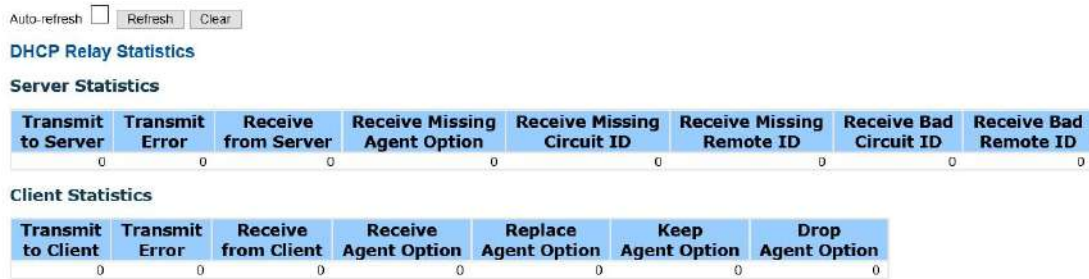 Auto-refresh Refresh Clear
DHCP Relay Statistics
Server Statistics
Transmit Transmit Receive Receive Missing Receive Missing Receive Missing Receive Bad Receive Bad
to Server Error from Server Agent Option Circuit ID Remote ID Circuit ID Remote ID
0 0 0 0 0 0 0 0
Client Statistics
Transmit Transmit Receive Receive Replace Keep Drop
to Client Error from Client Agent Option Agent Option Agent Option Agent Option
0 0 0 0 0 0 0